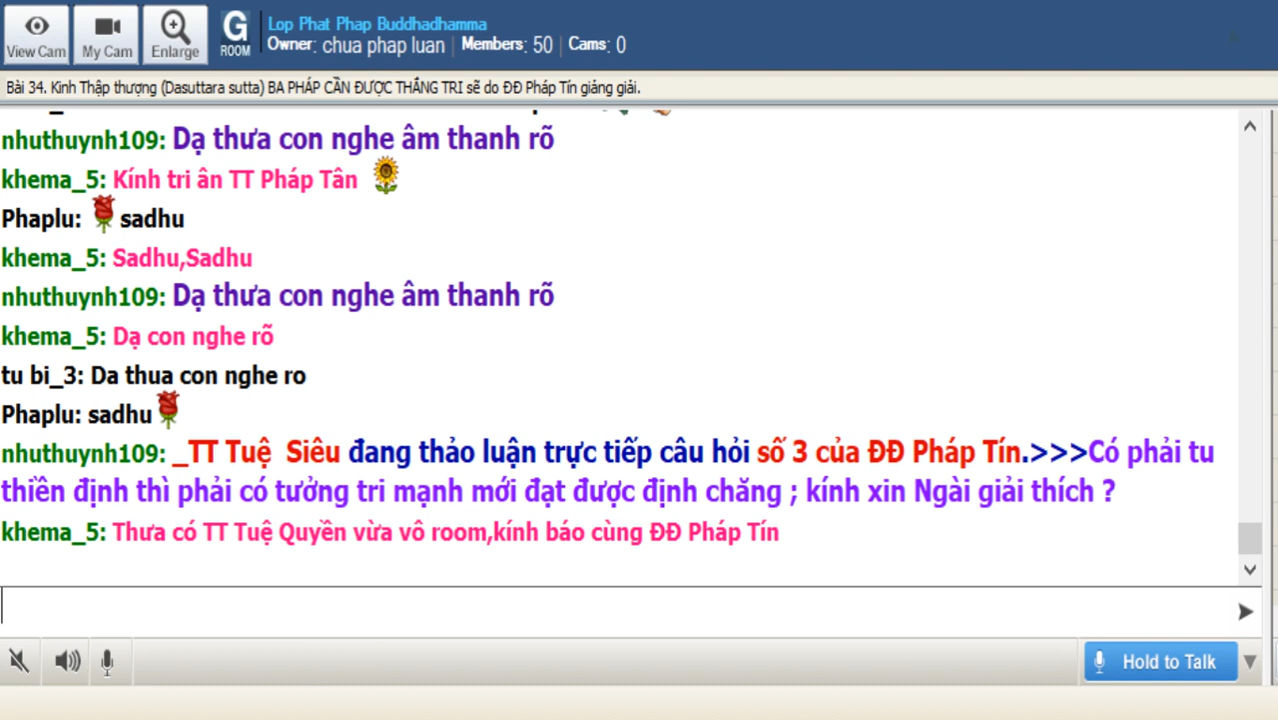 View Cam
My Cam
Enlarge
G
ROOM
Lop Phat Phap Buddhadhamma
Owner: chua phap luan | Members: 50 | Cams: 0
Bài 34. Kinh Thập thượng (Dasuttara sutta) BA PHÁP CẦN ĐƯỢC THẮNG TRI sẽ do ĐĐ Pháp Tín giảng giải.
nhuthuynh109: Dạ thưa con nghe âm thanh rõ
khema_5: Kính tri ân TT Pháp Tân
Phaplu: sadhu
khema_5: Sadhu,Sadhu
nhuthuynh109: Dạ thưa con nghe âm thanh rõ
khema_5: Dạ con nghe rõ
tu bi_3: Da thua con nghe ro
Phaplu: sadhu
nhuthuynh109: _TT Tuệ Siêu đang thảo luận trực tiếp câu hỏi số 3 của ĐĐ Pháp Tín.>>>Có phải tu
thiền định thì phải có tưởng tri mạnh mới đạt được định chăng ; kính xin Ngài giải thích ?
khema_5: Thưa có TT Tuệ Quyền vừa vô room,kính báo cùng ĐĐ Pháp Tín
Hold to Talk